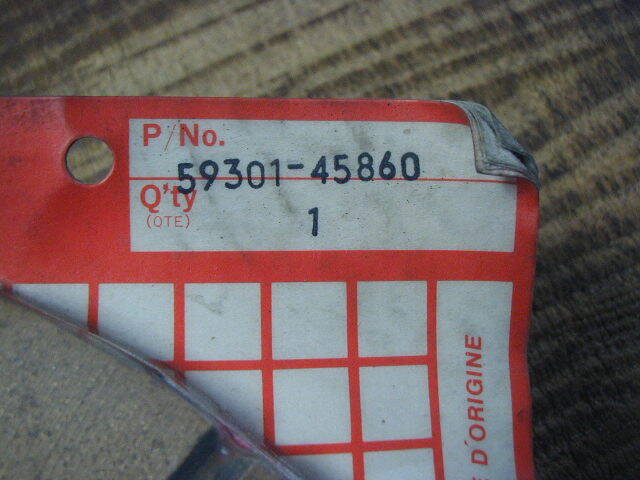 P/No.
59301-45860
Q'ty
(QTE)
1
D'ORIGINE